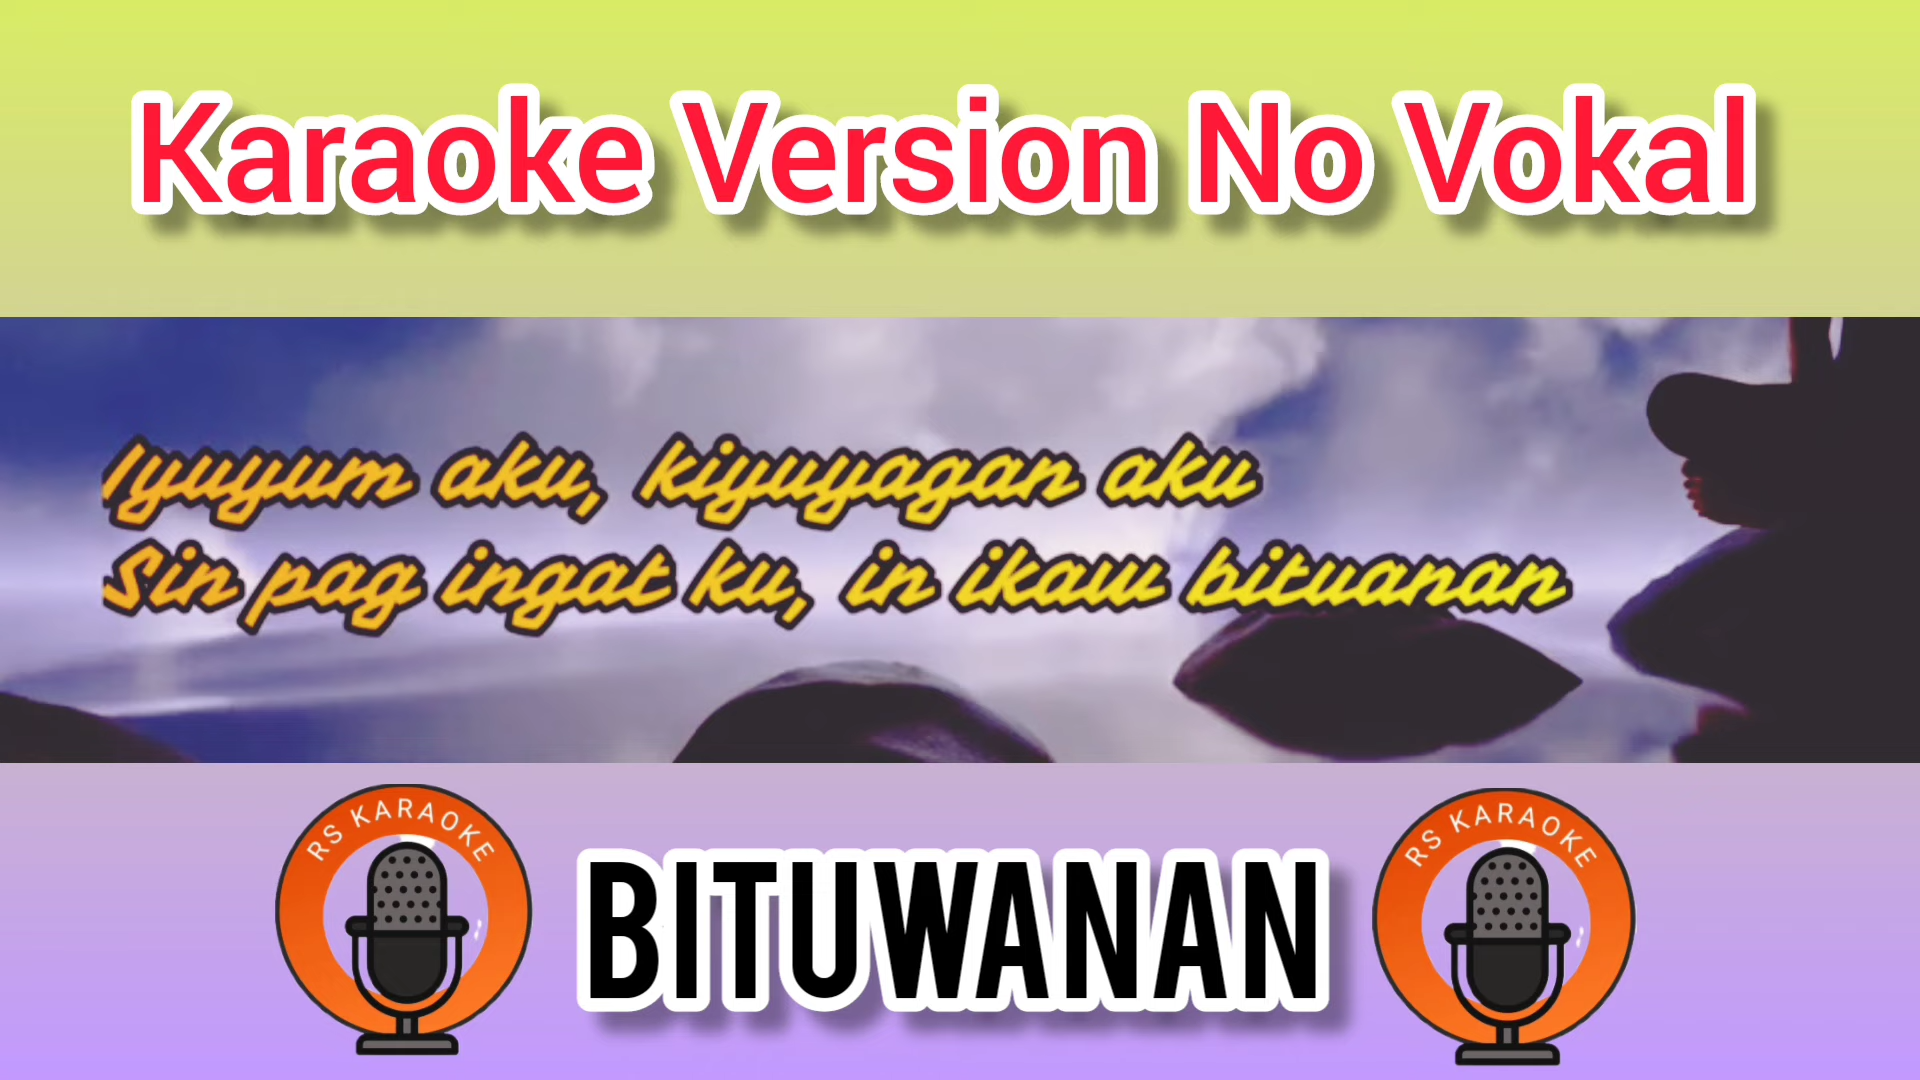 Karaoke Version No Vokal
Iyuyum aku, kiyuyagan aku
Sin pag ingat ku, in ikaw bituanan
RS KARAOKE
BITUWANAN
RS KARAOKE